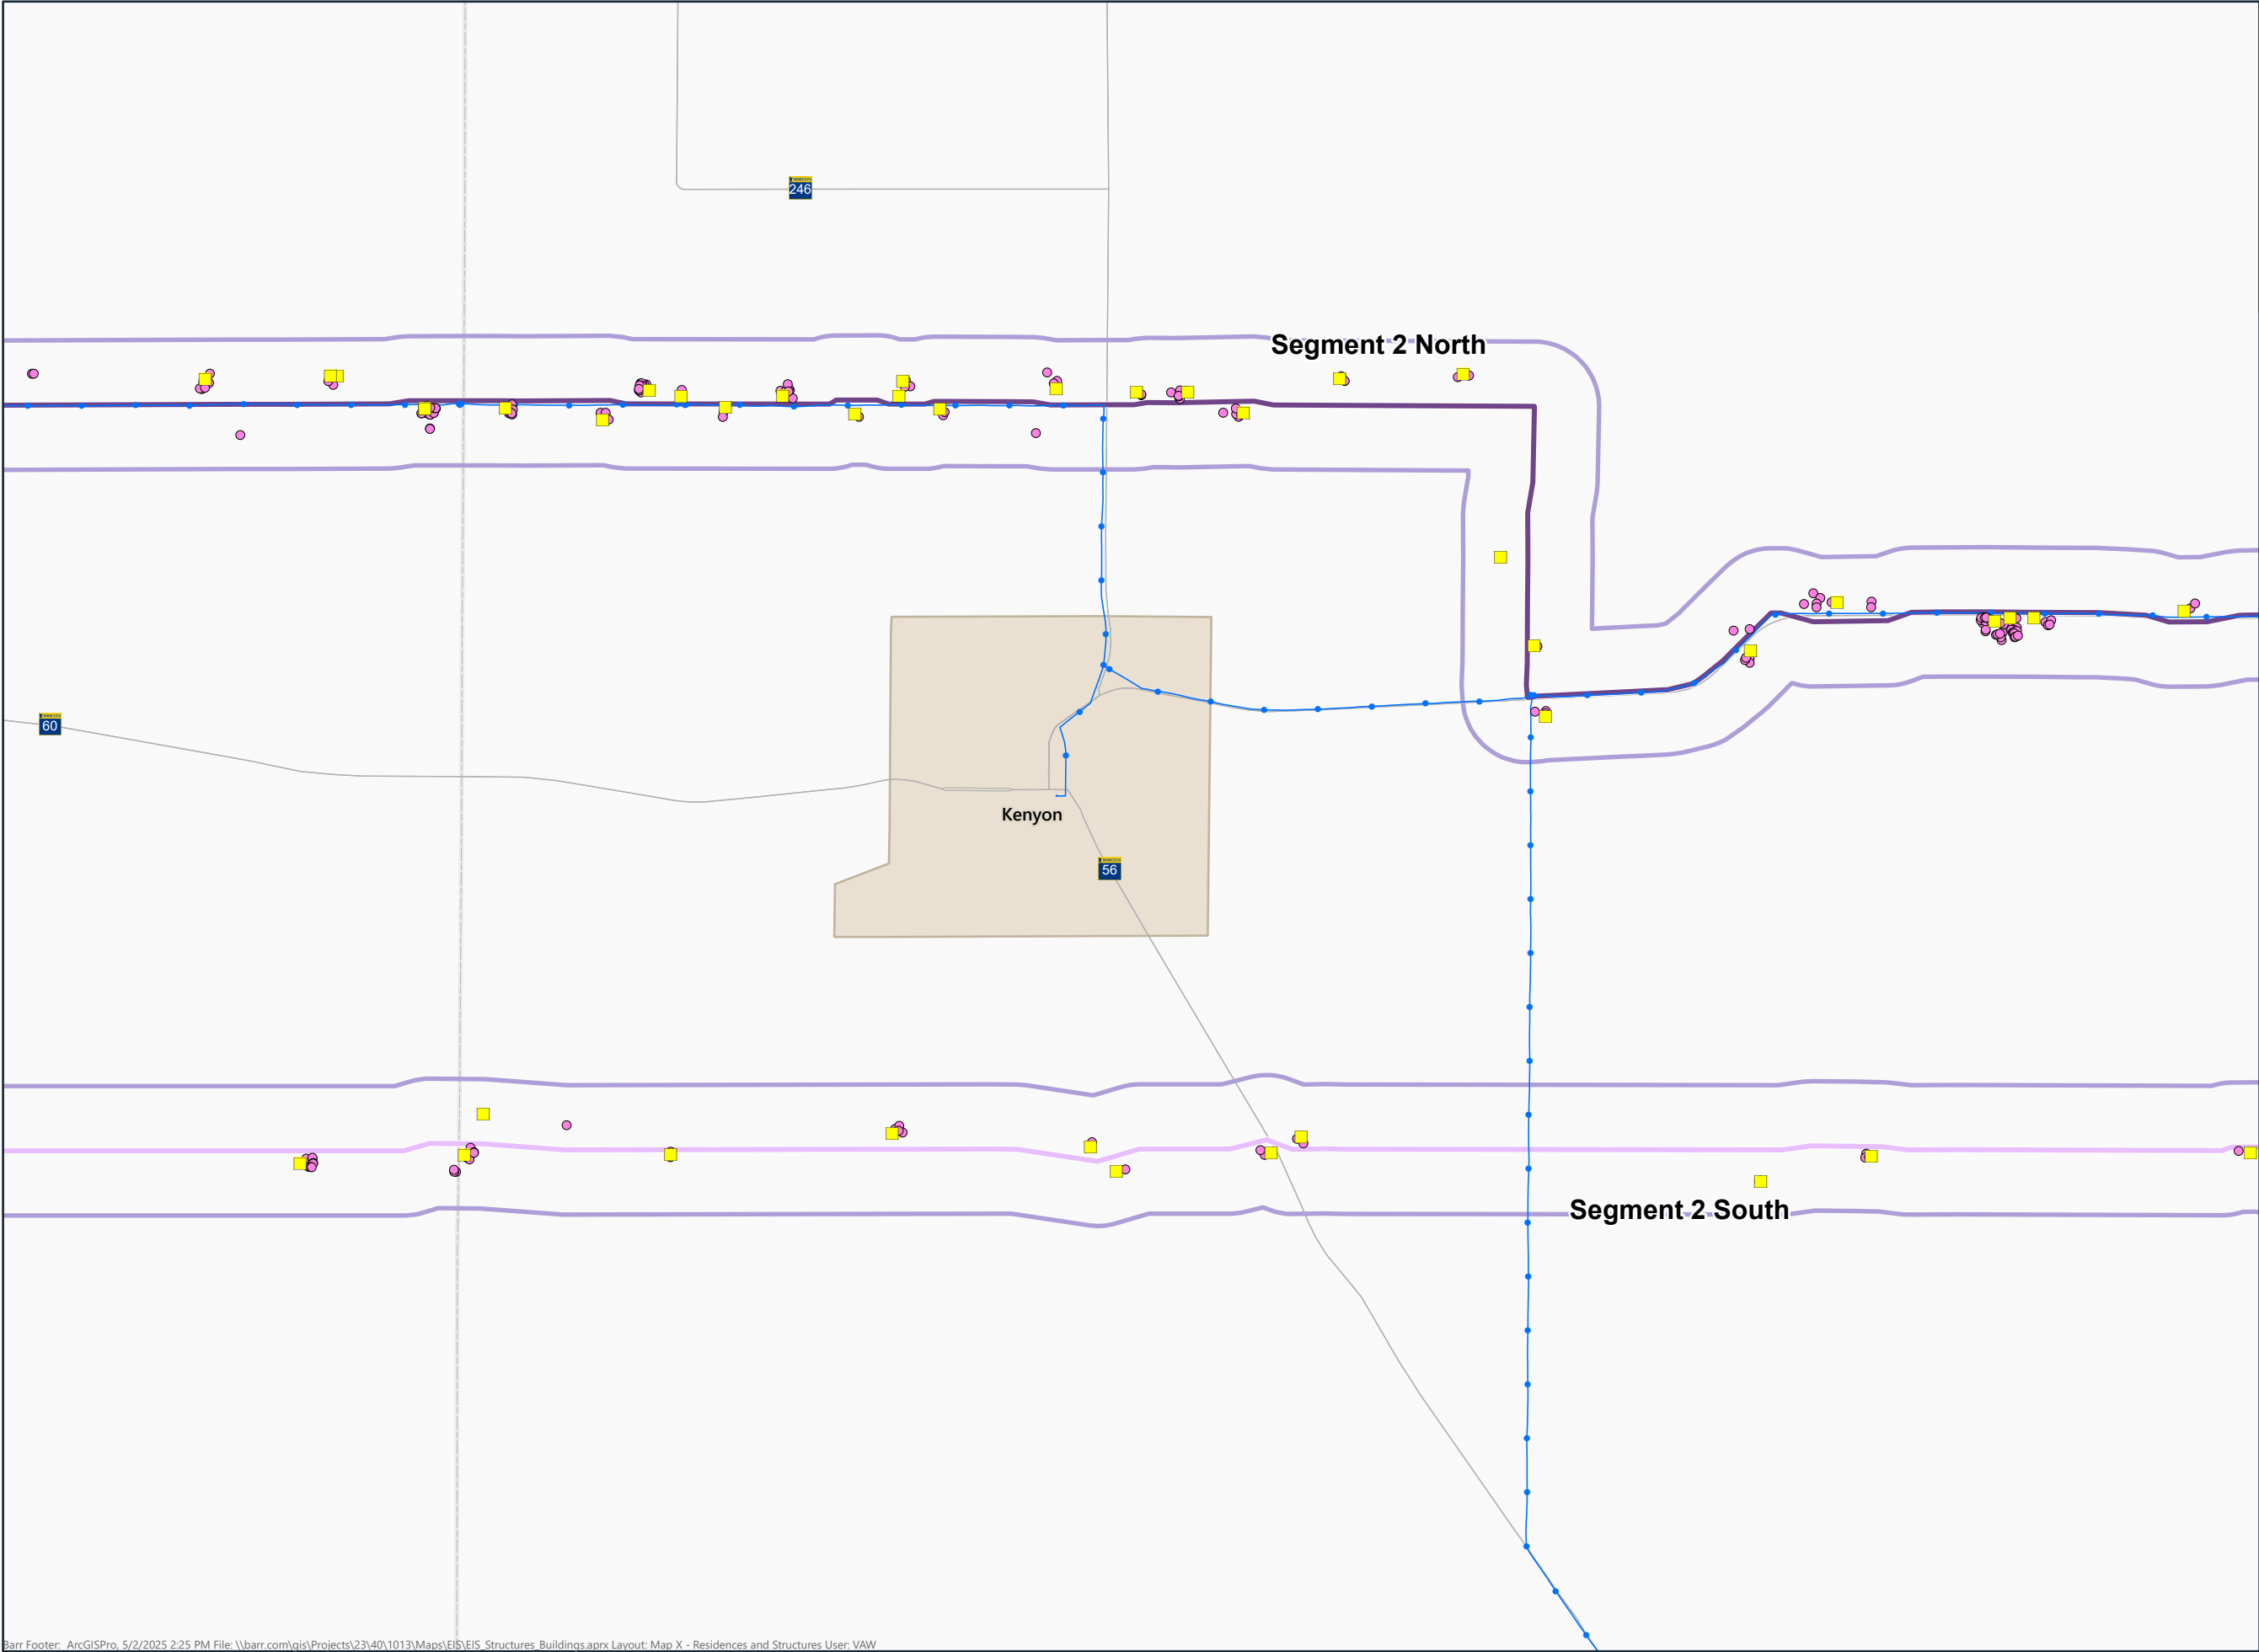 246
Segment 2 North
60
Kenyon
56
Segment 2 South
Barr Footer: ArcGISPro, 5/2/2025 2:25 PM File: \\barr.com\gis\Projects\23\40\1013\Maps\EIS\EIS_Structures_Buildings.aprx Layout: Map X - Residences and Structures User: VAW